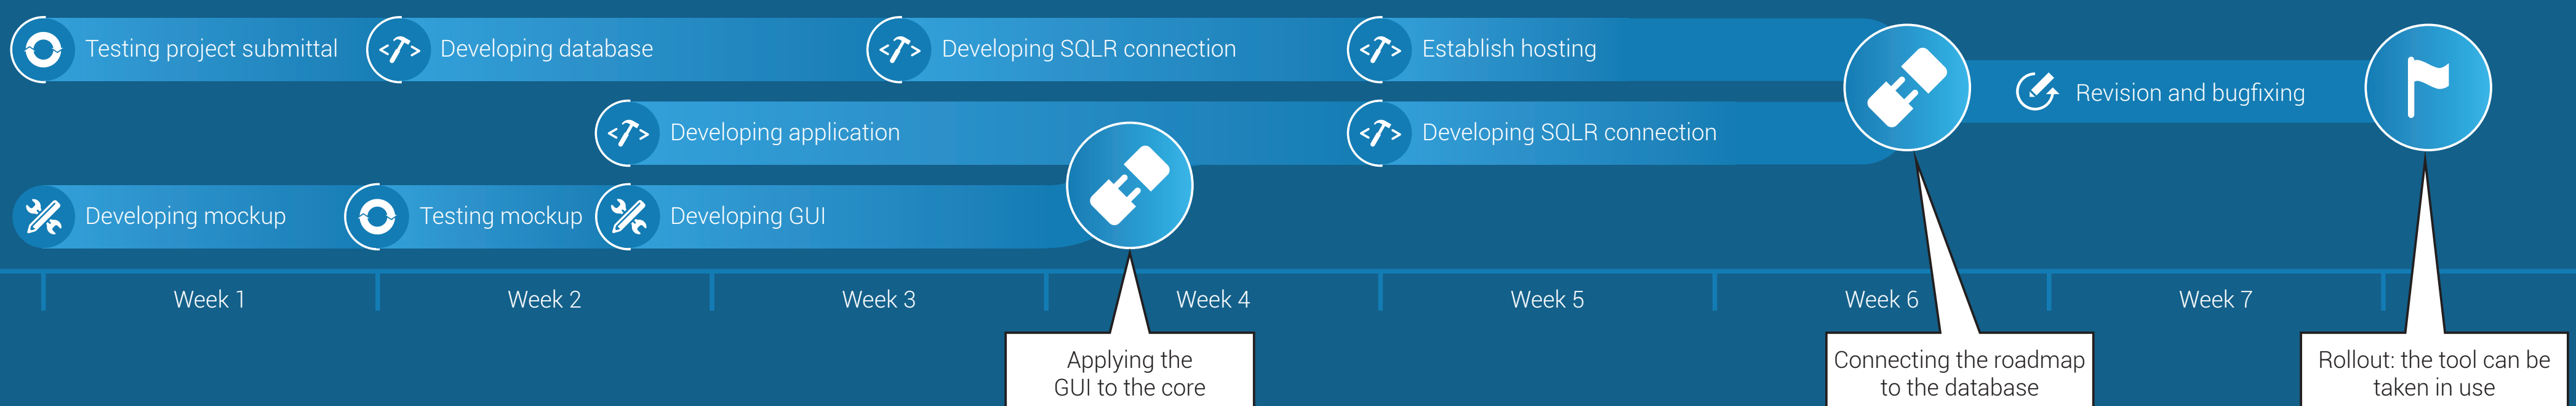 Testing project submittal
Developing database
Developing SQLR connection
Establish hosting
Revision and bugfixing
Developing application
Developing SQLR connection
Developing mockup
Testing mockup
Developing GUI
Week 1
Week 2
Week 3
Week 4
Week 5
Week 6
Week 7
Applying the
GUI to the core
Connecting the roadmap
to the database
Rollout: the tool can be
taken in use